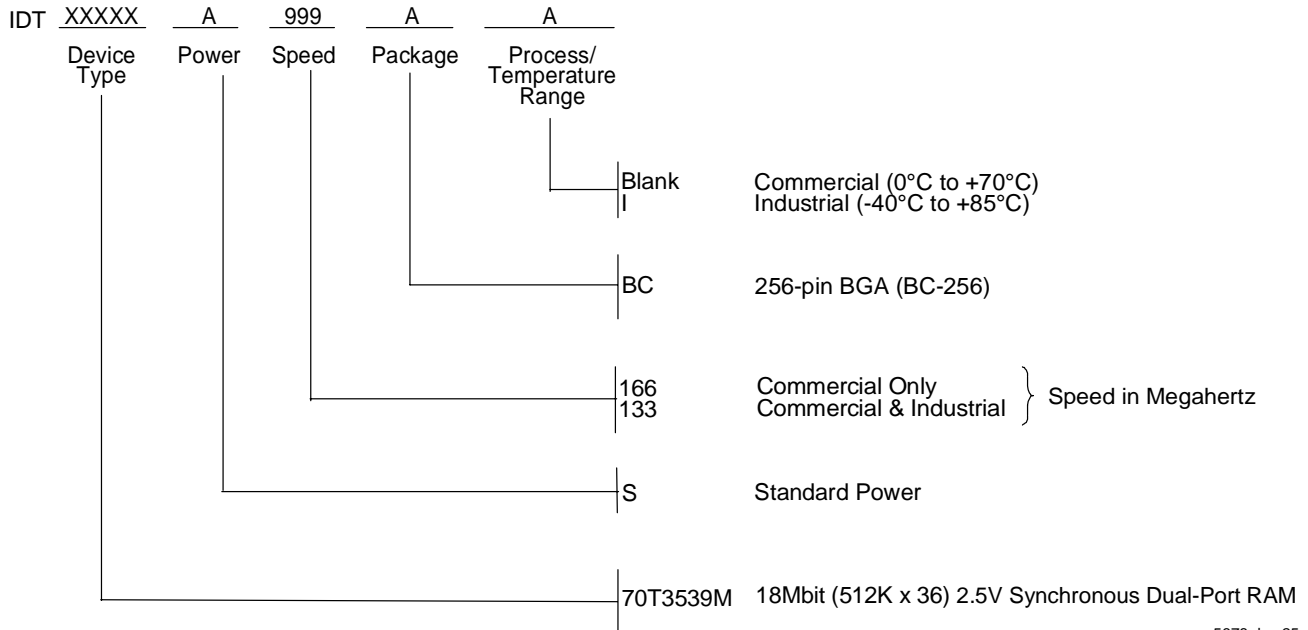 IDT XXXXX A 999 A A
Device Type Power Speed Package Process/ Temperature Range
Blank Commercial (0°C to +70°C)
I Industrial (-40°C to +85°C)
BC 256-pin BGA (BC-256)
166 Commercial Only
133 Commercial & Industrial
Speed in Megahertz
S Standard Power
70T3539M 18Mbit (512K x 36) 2.5V Synchronous Dual-Port RAM